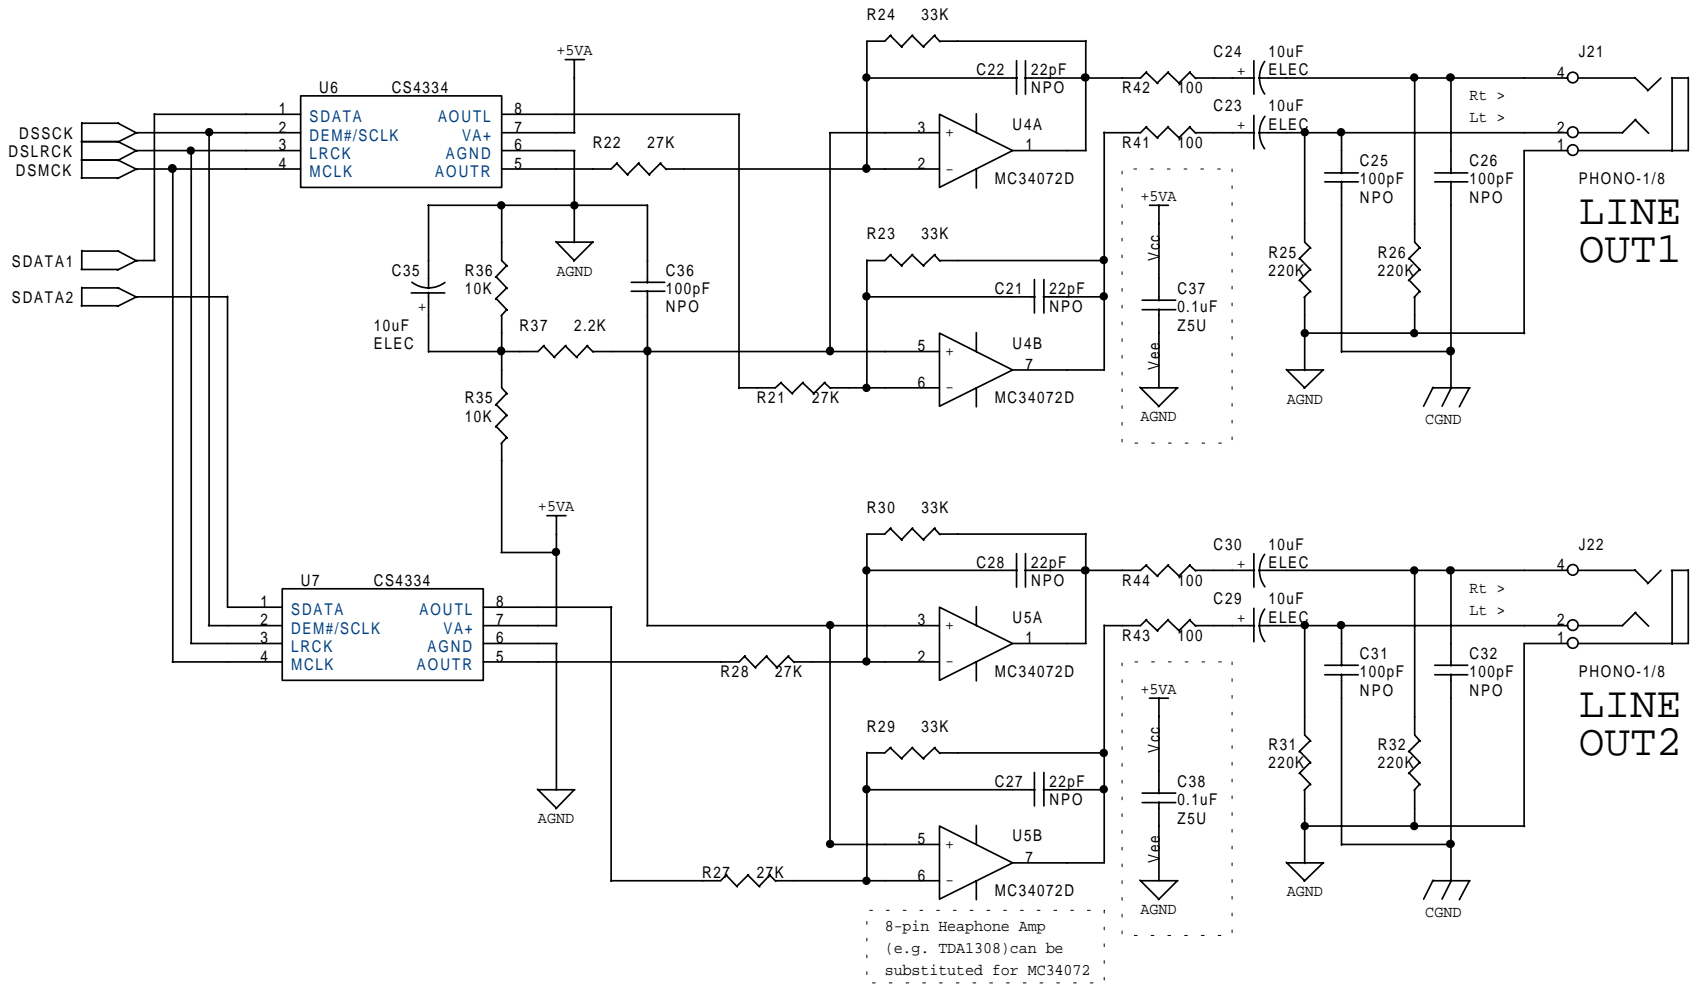 R24 33K
C22 22pF
NPO
+5VA
U6 CS4334
1 SDATA AOUTL 8
2 DEM#/SCLK VA+ 7
3 LRCK AGND 6
4 MCLK AOUTR 5
DSSCK
DSLRCK
DSMCK
SDATA1
SDATA2
R22 27K
3 +
2 -
U4A
1
MC34072D
R42 100
C24 10uF
+ ELEC
R41 100
C23 10uF
+ ELEC
J21
4
Rt >
Lt >
2
1
PHONO-1/8
LINE
OUT1
C25
100pF
NPO
C26
100pF
NPO
R25
220K
R26
220K
AGND
CGND
R23 33K
C21 22pF
NPO
5 +
6 -
U4B
7
MC34072D
R21 27K
+5VA
Vcc
C37
0.1uF
Z5U
Vee
AGND
AGND
C35
+
10uF
ELEC
R36
10K
C36
100pF
NPO
R37 2.2K
R35
10K
+5VA
U7 CS4334
1 SDATA AOUTL 8
2 DEM#/SCLK VA+ 7
3 LRCK AGND 6
4 MCLK AOUTR 5
AGND
R30 33K
C28 22pF
NPO
3 +
2 -
U5A
1
MC34072D
R28 27K
R44 100
C30 10uF
+ ELEC
R43 100
C29 10uF
+ ELEC
J22
4
Rt >
Lt >
2
1
PHONO-1/8
LINE
OUT2
C31
100pF
NPO
C32
100pF
NPO
R31
220K
R32
220K
AGND
CGND
R29 33K
C27 22pF
NPO
5 +
6 -
U5B
7
MC34072D
R27 27K
+5VA
Vcc
C38
0.1uF
Z5U
Vee
AGND
8-pin Heaphone Amp
(e.g. TDA1308)can be
substituted for MC34072